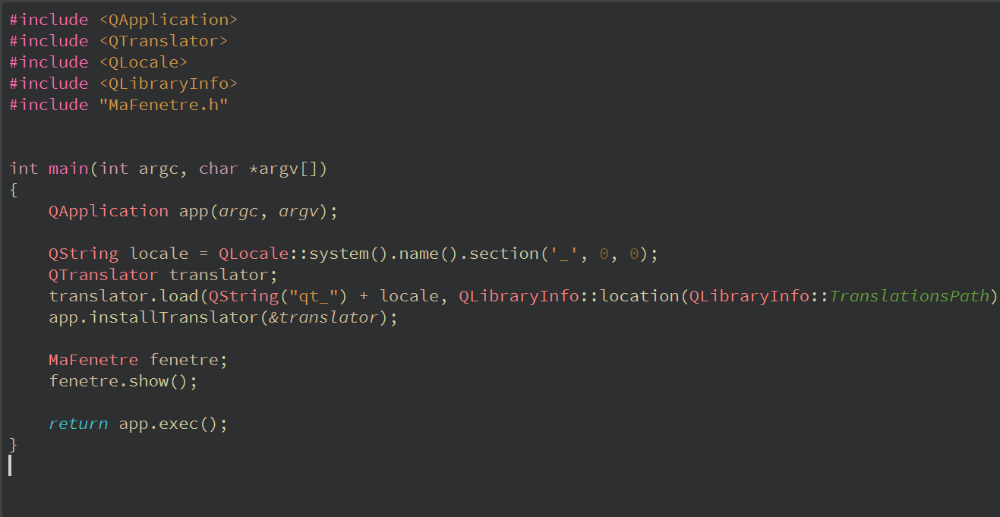 #include <QApplication>
#include <QTranslator>
#include <QLocale>
#include <QLibraryInfo>
#include "MaFenetre.h"
int main(int argc, char *argv[])
{
QApplication app(argc, argv);
QString locale = QLocale::system().name().section('_', 0, 0);
QTranslator translator;
translator.load(QString("qt_") + locale, QLibraryInfo::location(QLibraryInfo::TranslationsPath)
app.installTranslator(&translator);
MaFenetre fenetre;
fenetre.show();
return app.exec();
}